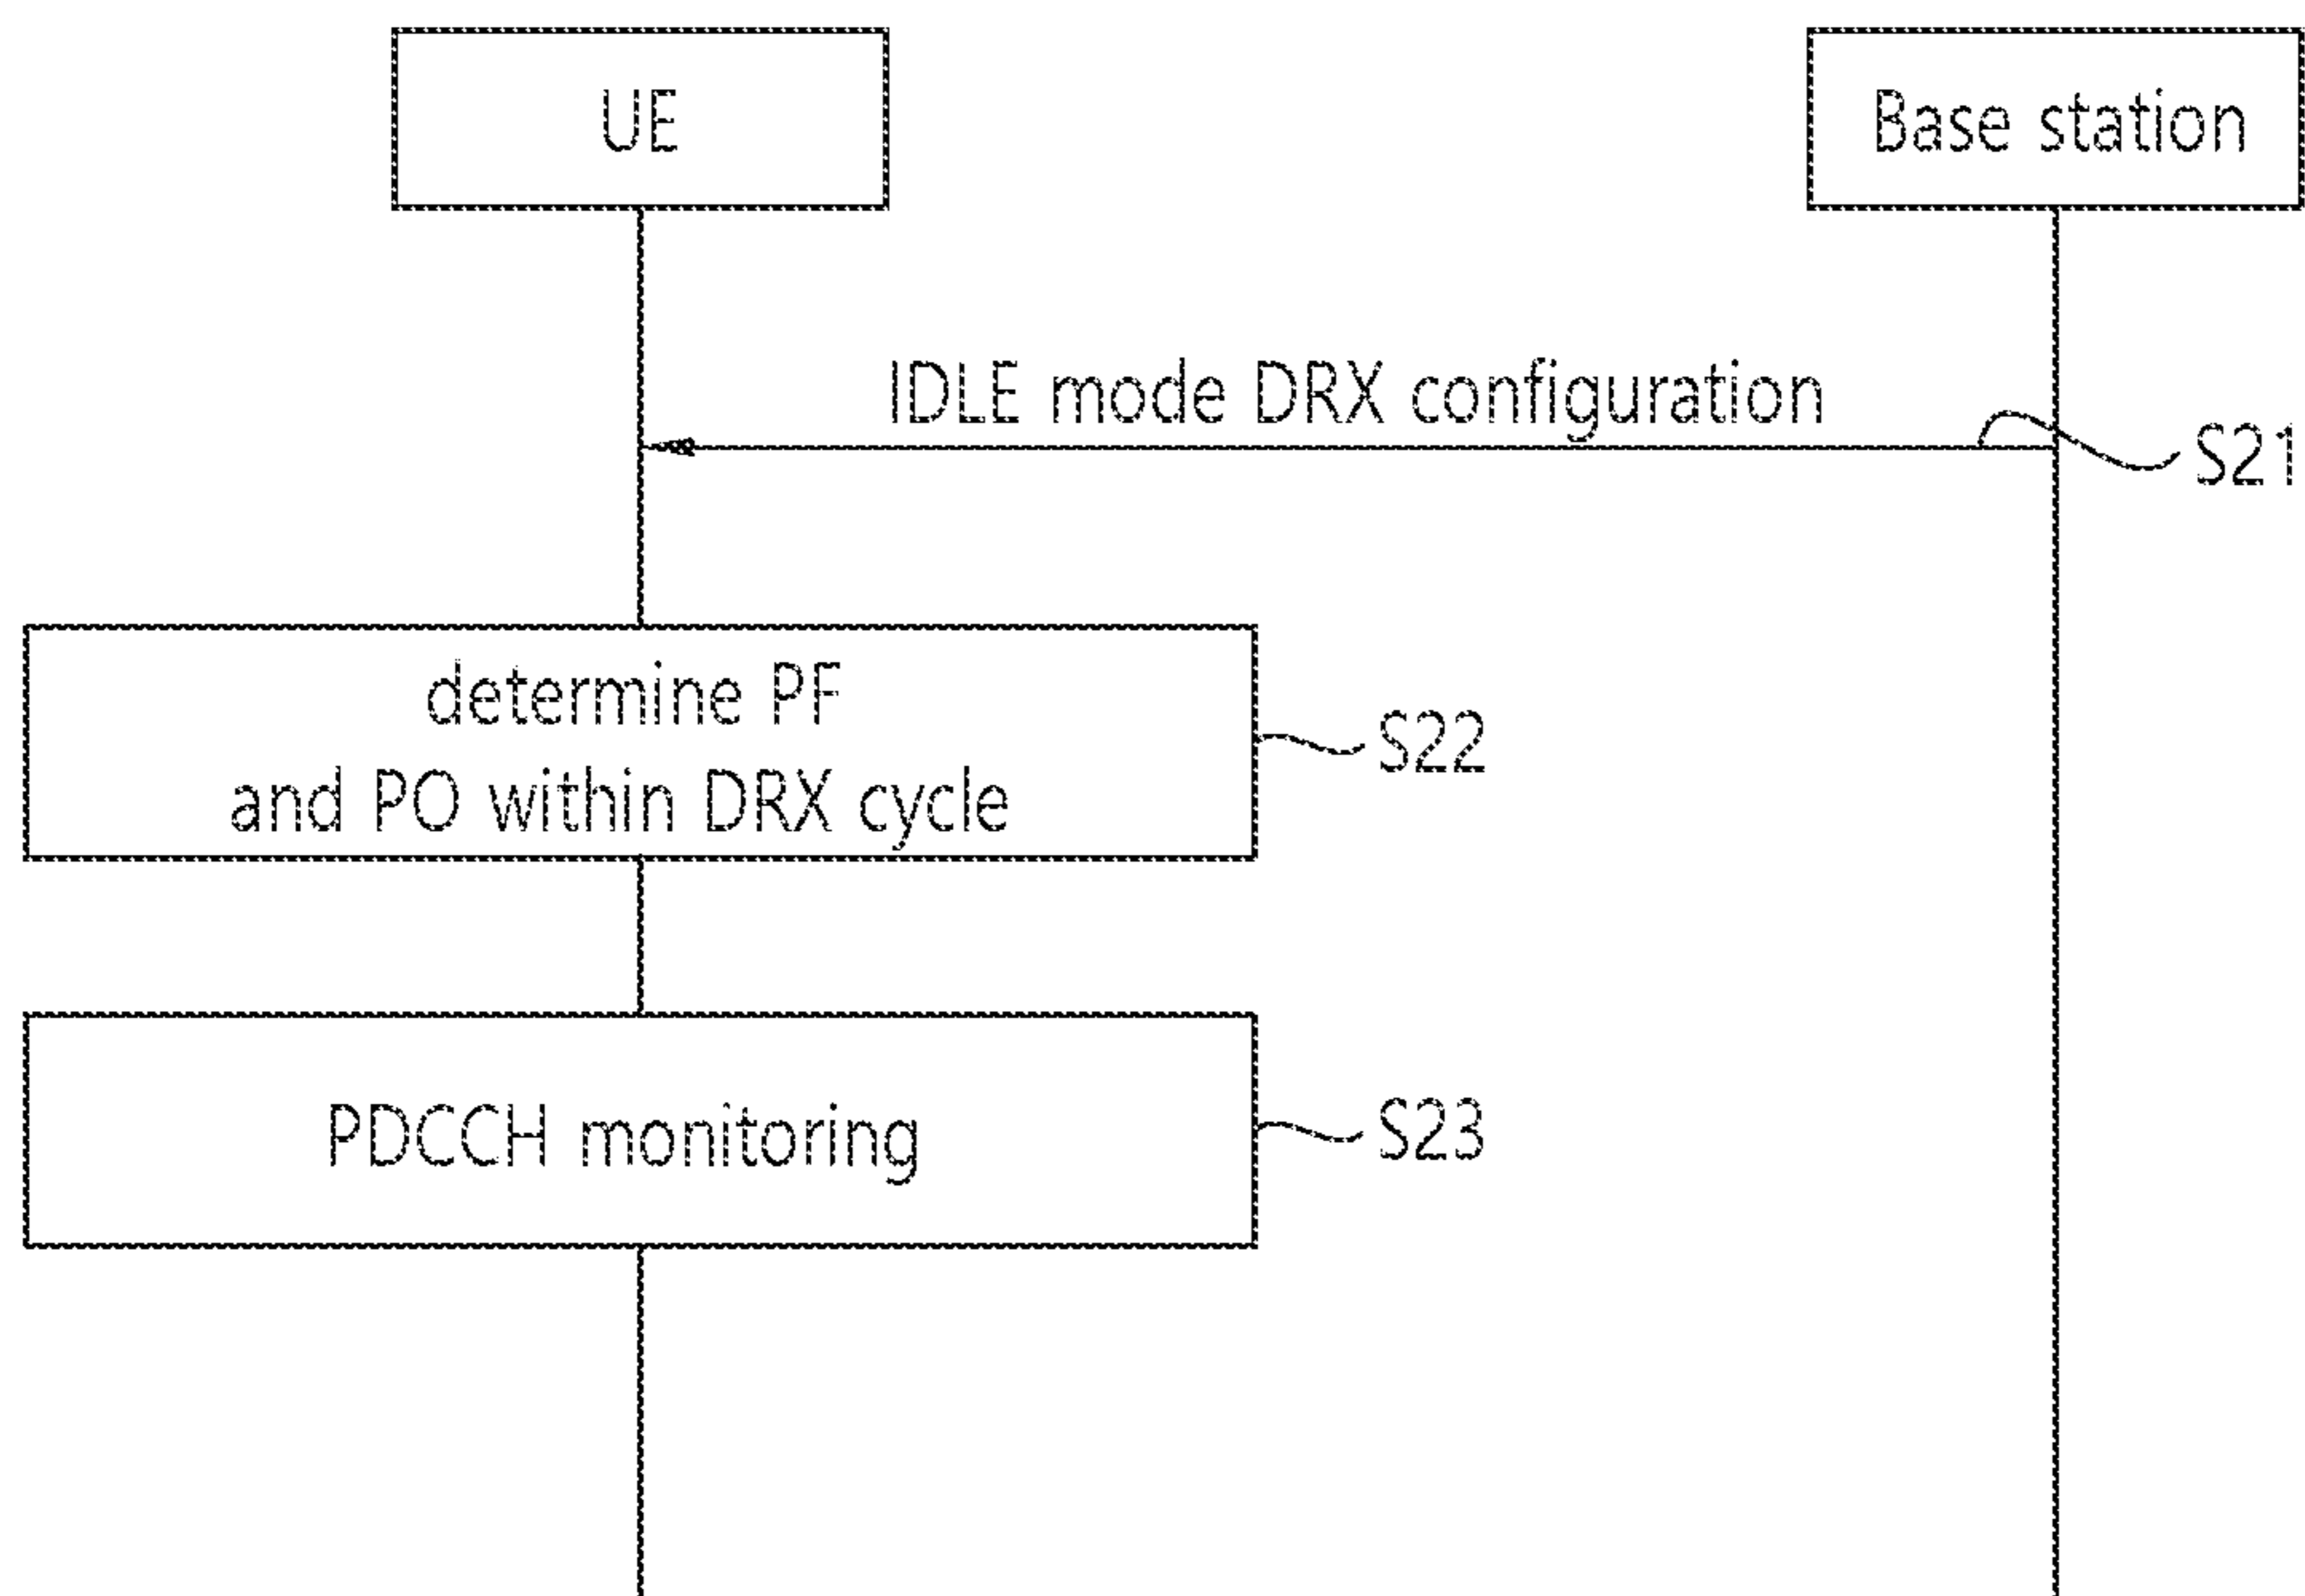 UE
Base station
IDLE mode DRX configuration
S21
determine PF
and PO within DRX cycle
S22
PDCCH monitoring
S23